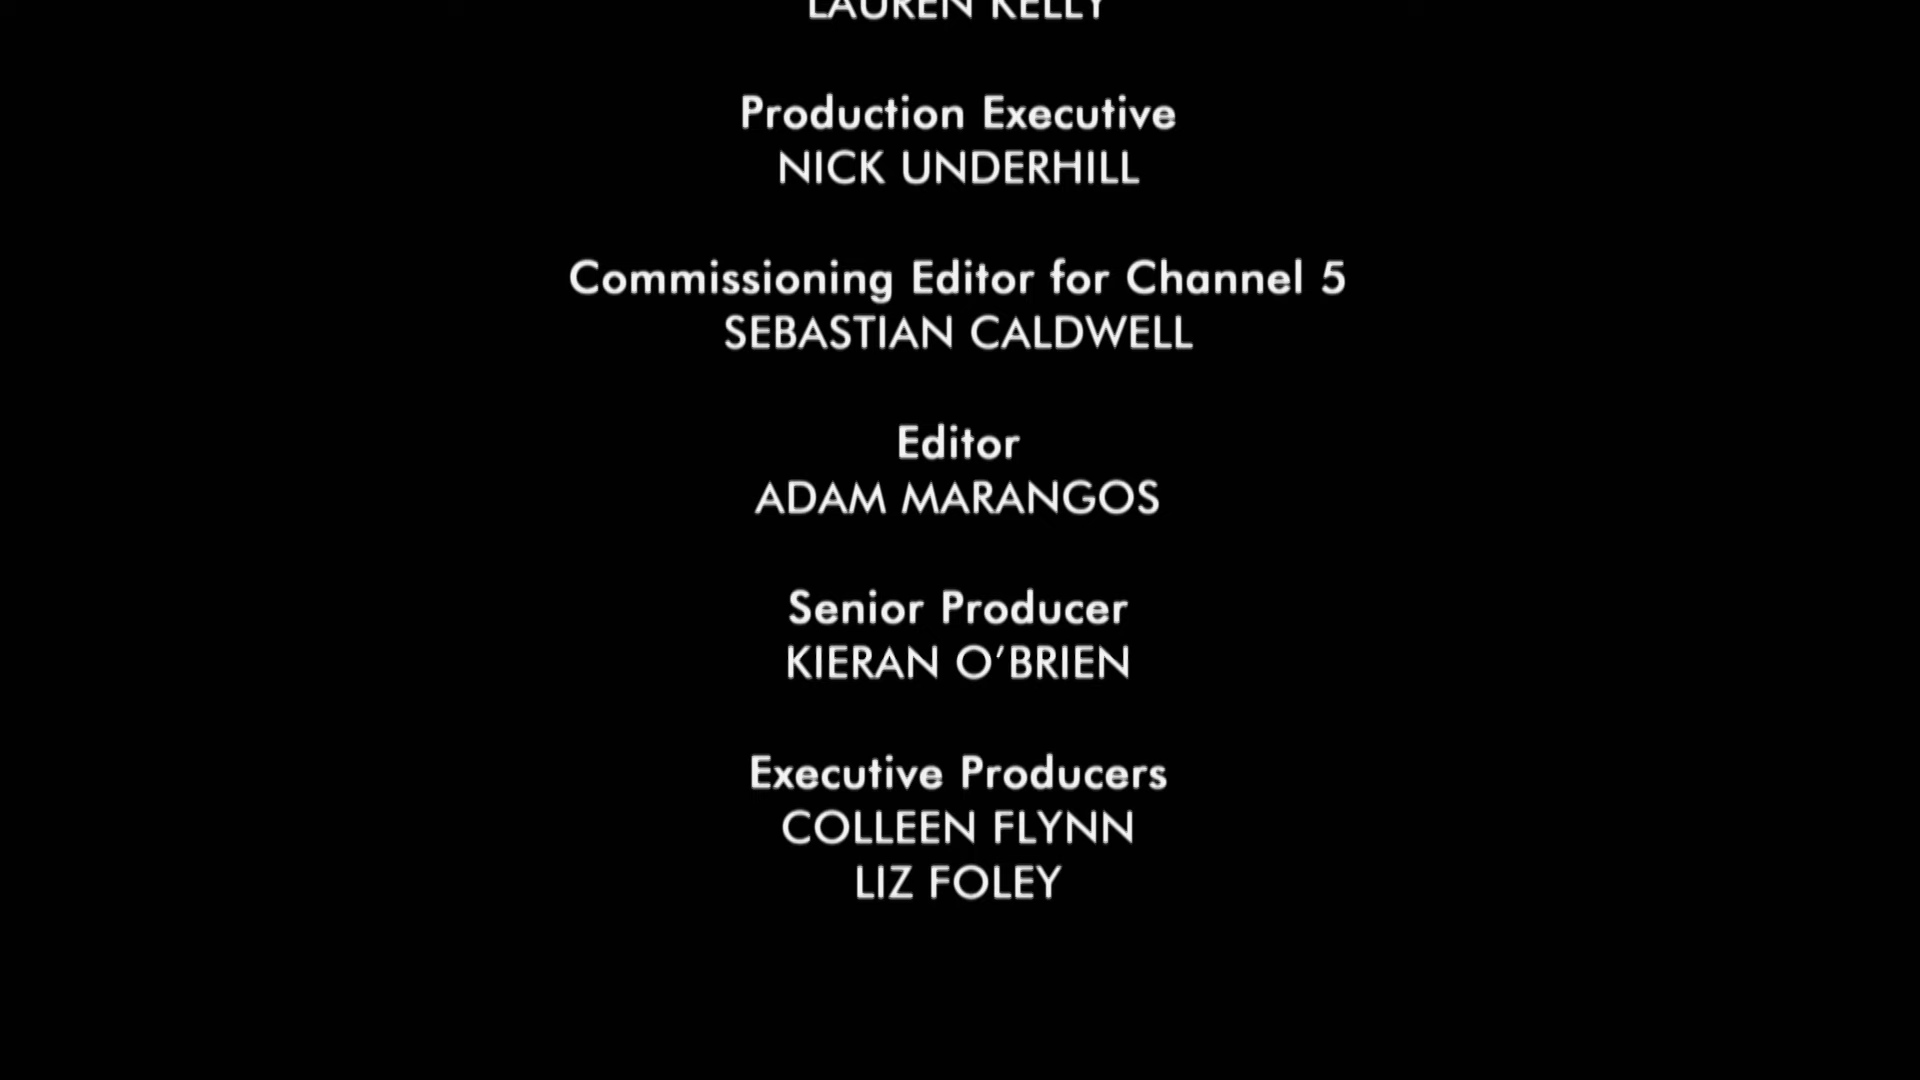 LAUREN KELLY
Production Executive
NICK UNDERHILL
Commissioning Editor for Channel 5
SEBASTIAN CALDWELL
Editor
ADAM MARANGOS
Senior Producer
KIERAN O’BRIEN
Executive Producers
COLLEEN FLYNN
LIZ FOLEY